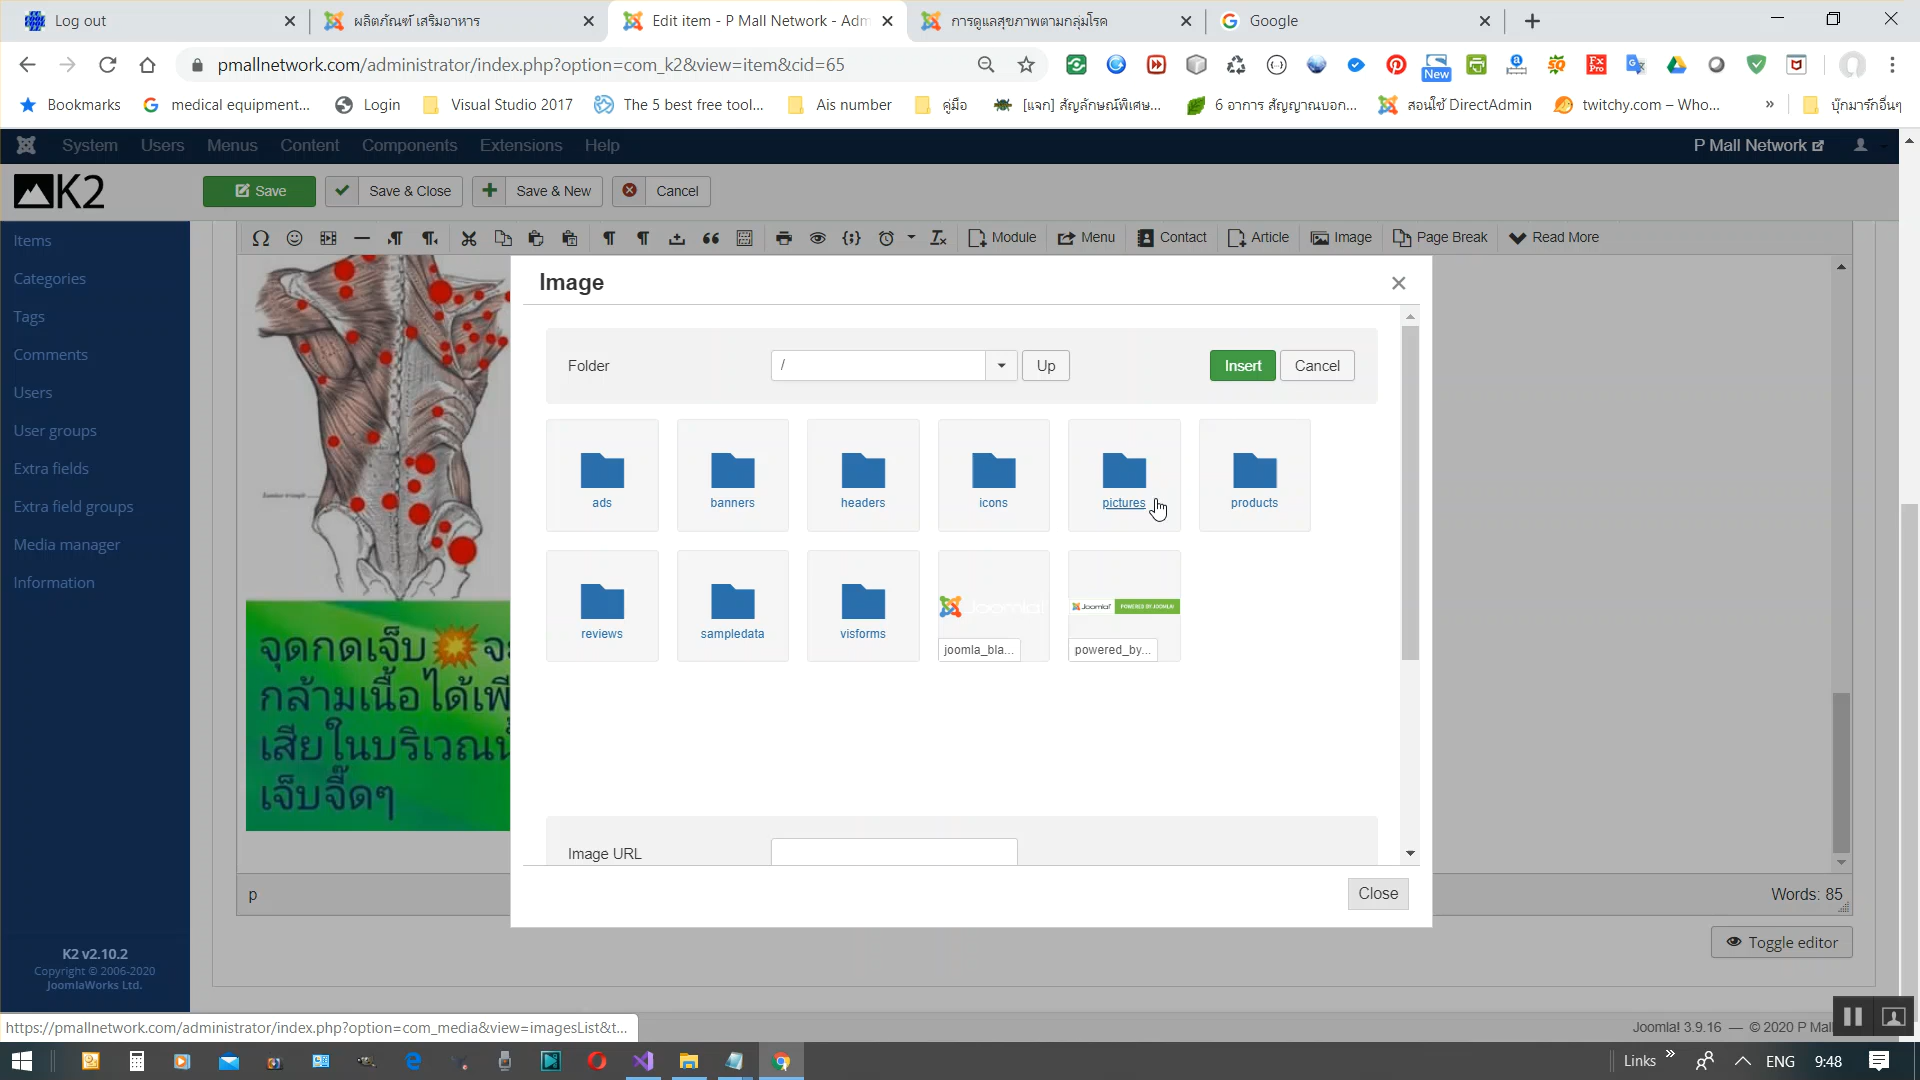 Log out
ผลิตภัณฑ์ เสริมอาหาร
Edit item - P Mall Network - Adm
การดูแลสุขภาพตามกลุ่มโรค
Google
pmallnetwork.com/administrator/index.php?option=com_k2&view=item&cid=65
New
Bookmarks
medical equipment...
Login
Visual Studio 2017
The 5 best free tool...
Ais number
คู่มือ
[แจก] สัญลักษณ์พิเศษ...
6 อาการ สัญญาณบอก...
สอนใช้ DirectAdmin
twitchy.com – Who...
»
บุ๊กมาร์กอื่นๆ
System Users Menus Content Components Extensions Help
P Mall Network
K2
Save
Save & Close
Save & New
Cancel
Module
Menu
Contact
Article
Image
Page Break
Read More
Items
Categories
Tags
Comments
Users
User groups
Extra fields
Extra field groups
Media manager
Information
K2 v2.10.2
Copyright © 2006-2020
JoomlaWorks Ltd.
จุดกดเจ็บ💥จะ
กล้ามเนื้อได้เพี
เสียในบริเวณนั้
เจ็บจี๊ดๆ
Image
Folder
/
Up
Insert
Cancel
ads
banners
headers
icons
pictures
products
reviews
sampledata
visforms
Joomla!
joomla_bla...
Joomla! POWERED BY JOOMLA!
powered_by...
Image URL
Close
p
Words: 85
Toggle editor
https://pmallnetwork.com/administrator/index.php?option=com_media&view=imagesList&t...
Joomla! 3.9.16 — © 2020 P Mal
Links »
ENG
9:48